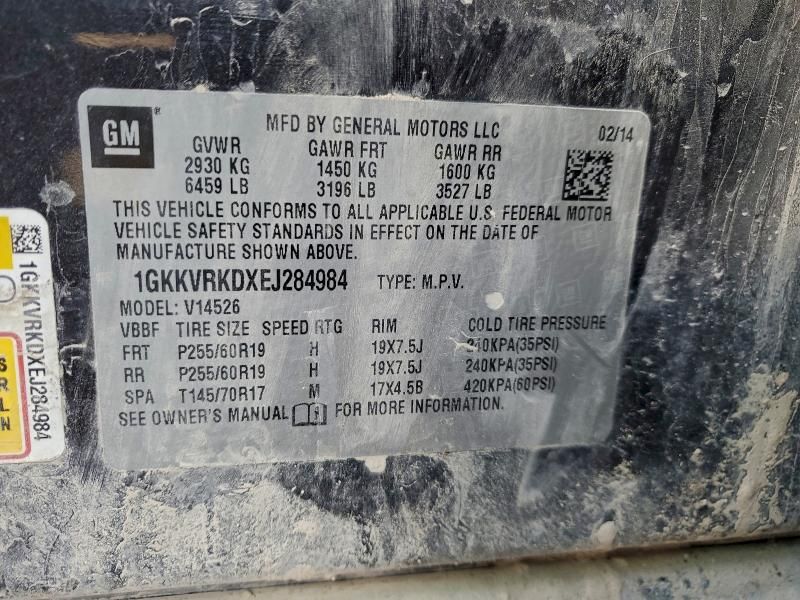 GM
MFD BY GENERAL MOTORS LLC 02/14
GVWR GAWR FRT GAWR RR
2930 KG 1450 KG 1600 KG
6459 LB 3196 LB 3527 LB
THIS VEHICLE CONFORMS TO ALL APPLICABLE U.S. FEDERAL MOTOR
VEHICLE SAFETY STANDARDS IN EFFECT ON THE DATE OF
MANUFACTURE SHOWN ABOVE.
1GKKVRKDXEJ284984 TYPE: M.P.V.
MODEL: V14526
VBBF TIRE SIZE SPEED RTG RIM COLD TIRE PRESSURE
FRT P255/60R19 H 19X7.5J 240KPA(35PSI)
RR P255/60R19 H 19X7.5J 240KPA(35PSI)
SPA T145/70R17 M 17X4.5B 420KPA(60PSI)
SEE OWNER'S MANUAL FOR MORE INFORMATION.
1GKKVRKDXEJ284984
S
R
L
N